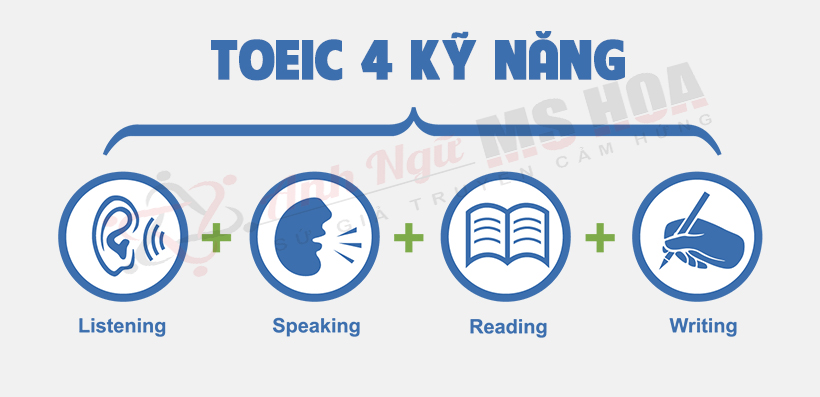 TOEIC 4 KỸ NĂNG
Anh Ngữ MS HOA
SỨ GIẢ TRUYỀN CẢM HỨNG
Listening
Speaking
Reading
Writing